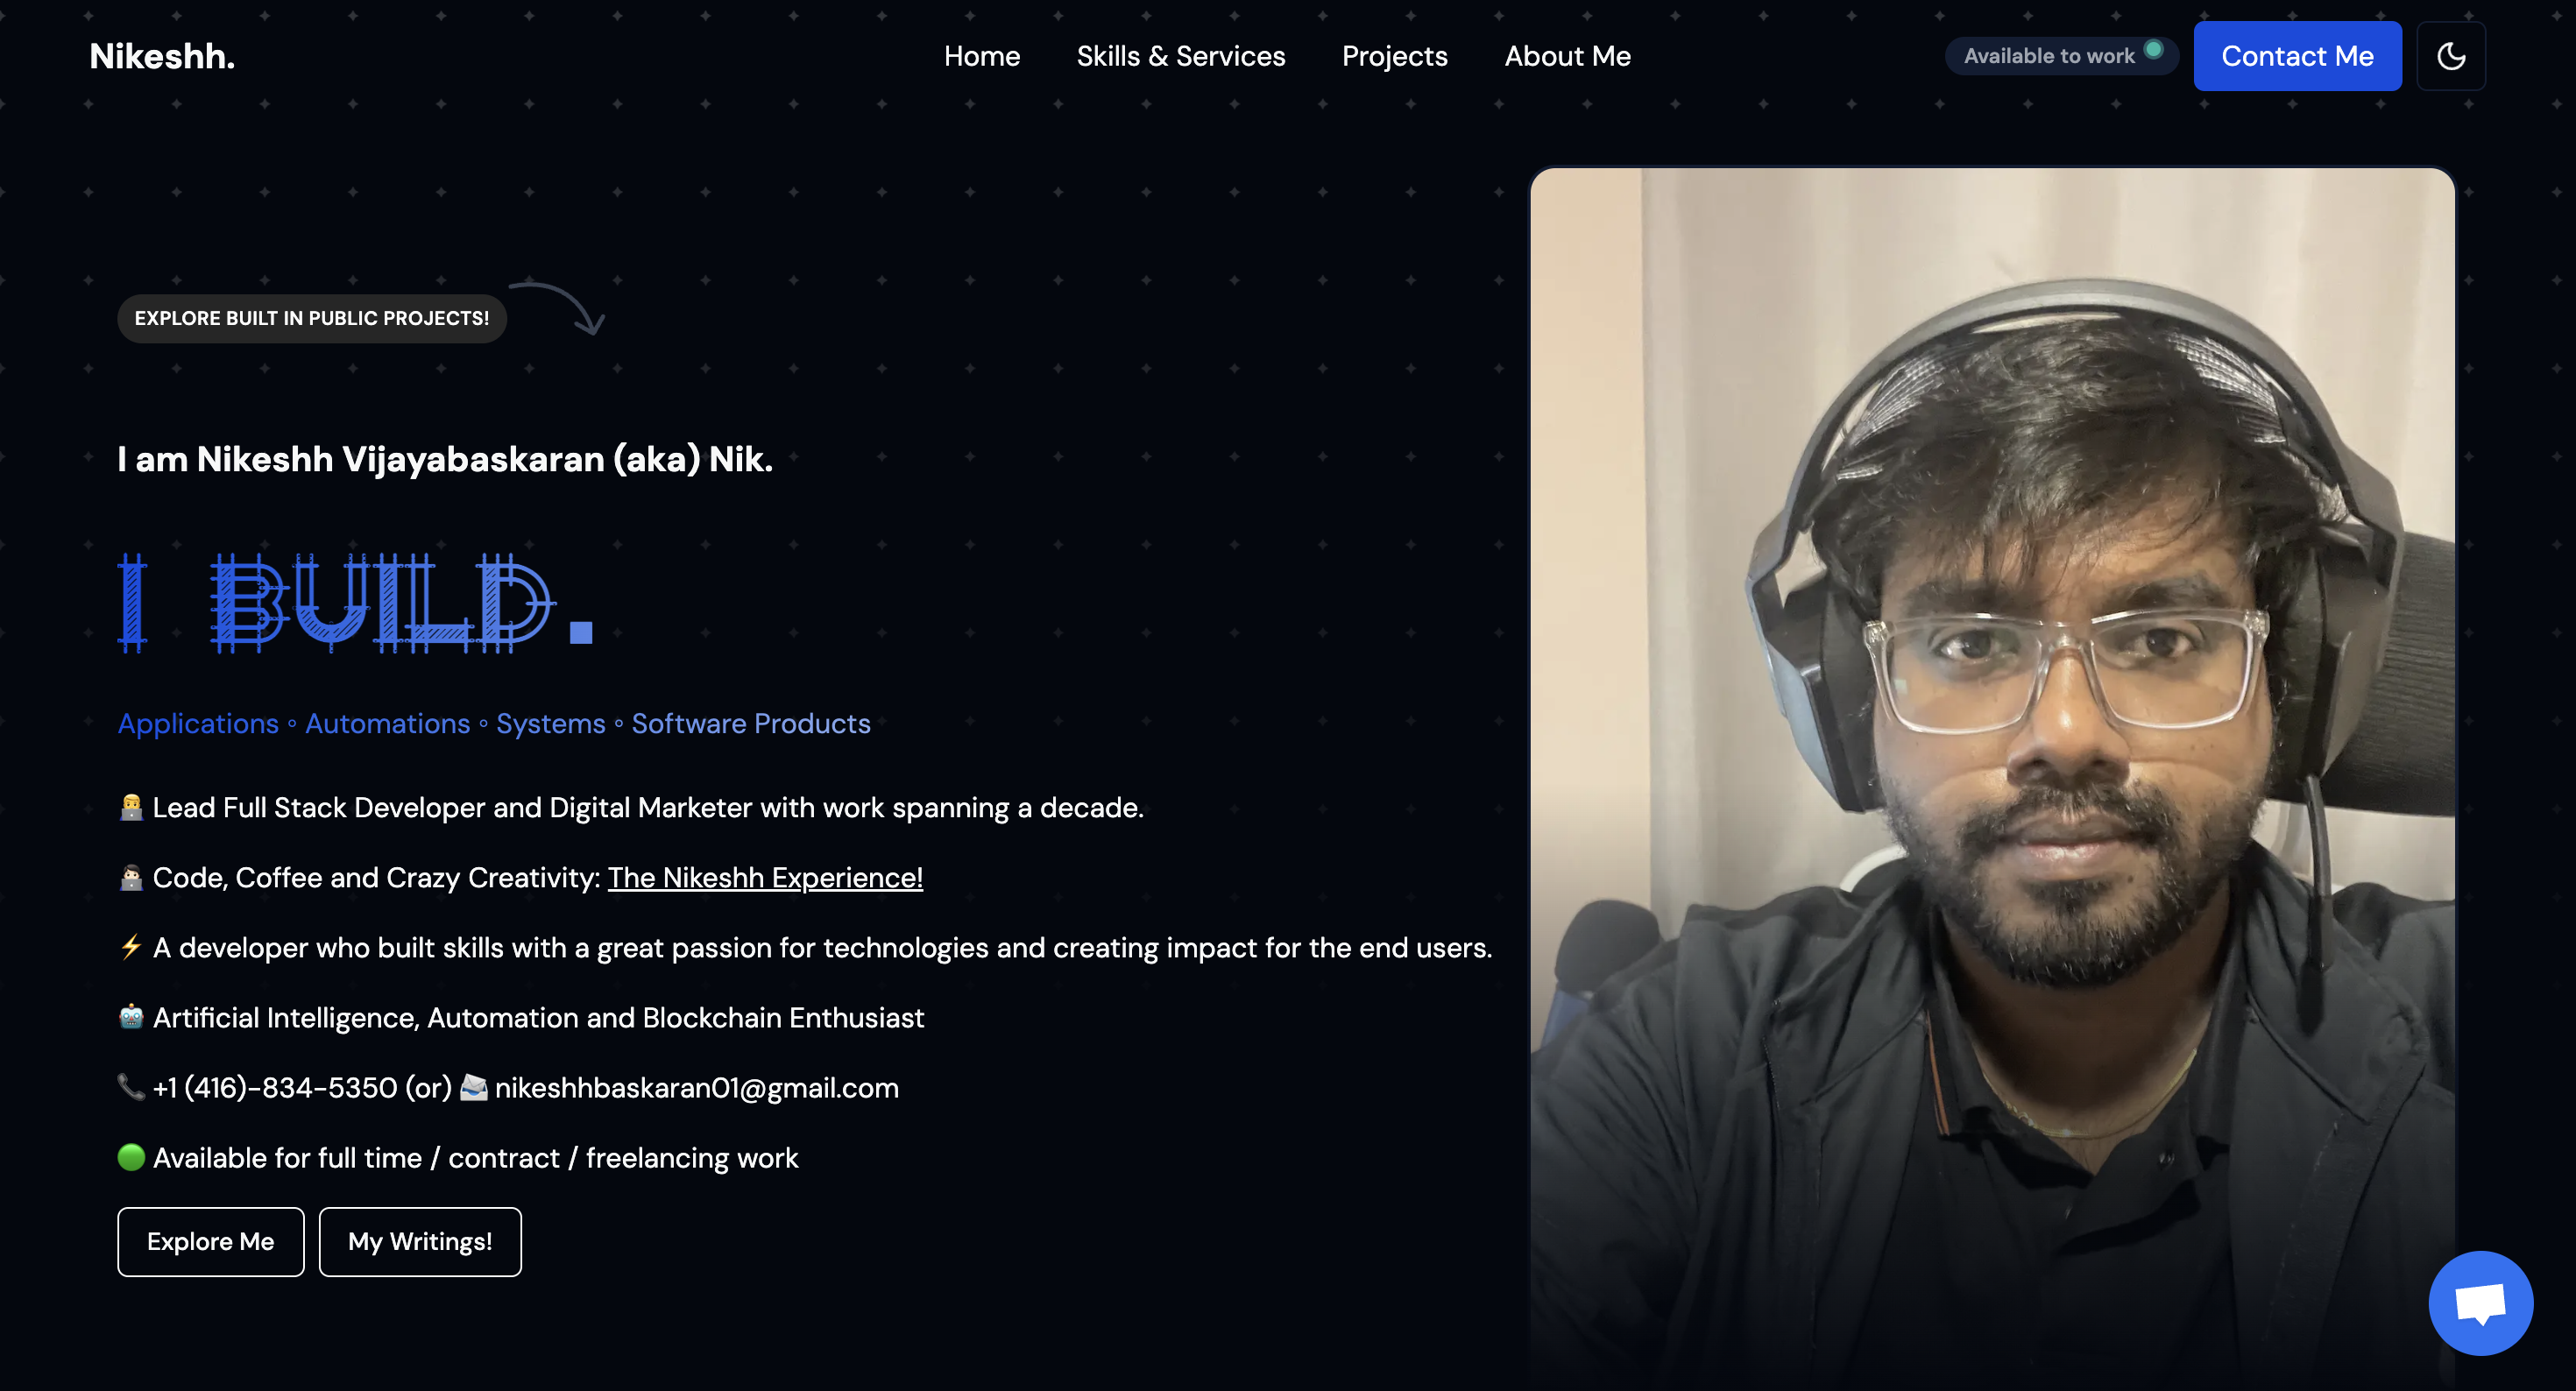 Nikeshh.
Home
Skills & Services
Projects
About Me
Available to work
Contact Me
EXPLORE BUILT IN PUBLIC PROJECTS!
I am Nikeshh Vijayabaskaran (aka) Nik.
I BUILD.
Applications ∘ Automations ∘ Systems ∘ Software Products
👨‍💻 Lead Full Stack Developer and Digital Marketer with work spanning a decade.
🧑🏻‍💻 Code, Coffee and Crazy Creativity: The Nikeshh Experience!
⚡ A developer who built skills with a great passion for technologies and creating impact for the end users.
🤖 Artificial Intelligence, Automation and Blockchain Enthusiast
📞 +1 (416)-834-5350 (or) 📨 nikeshhbaskaran01@gmail.com
🟢 Available for full time / contract / freelancing work
Explore Me
My Writings!